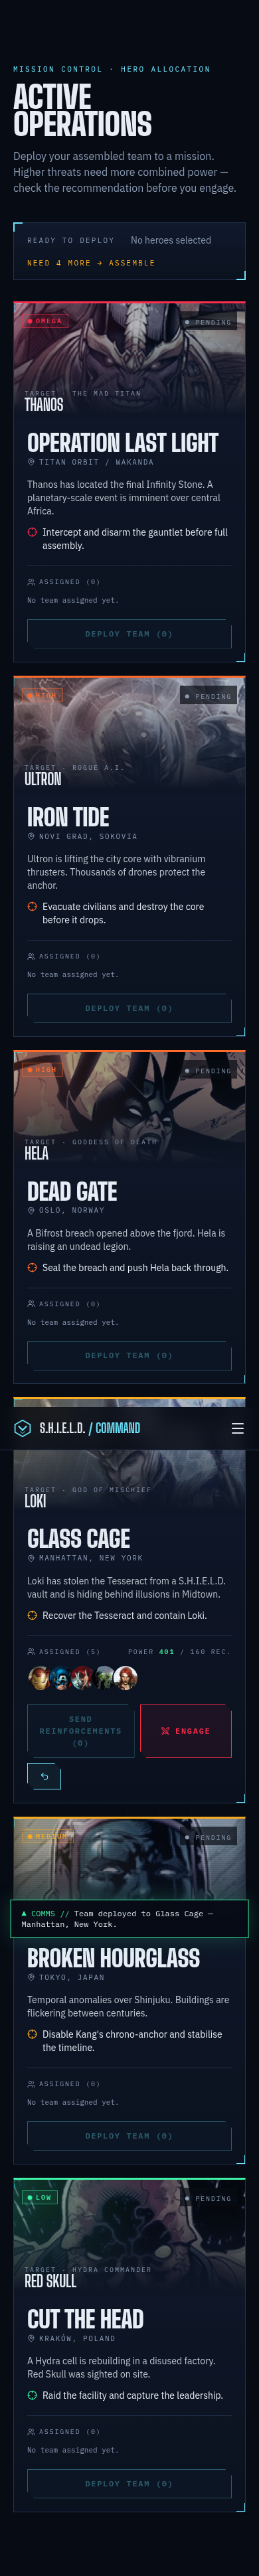 MISSION CONTROL · HERO ALLOCATION
ACTIVE
OPERATIONS
Deploy your assembled team to a mission.
Higher threats need more combined power —
check the recommendation before you engage.
READY TO DEPLOY No heroes selected
NEED 4 MORE → ASSEMBLE
OMEGA PENDING
TARGET · THE MAD TITAN
THANOS
OPERATION LAST LIGHT
TITAN ORBIT / WAKANDA
Thanos has located the final Infinity Stone. A
planetary-scale event is imminent over central
Africa.
Intercept and disarm the gauntlet before full
assembly.
ASSIGNED (0)
No team assigned yet.
DEPLOY TEAM (0)
HIGH PENDING
TARGET · ROGUE A.I.
ULTRON
IRON TIDE
NOVI GRAD, SOKOVIA
Ultron is lifting the city core with vibranium
thrusters. Thousands of drones protect the
anchor.
Evacuate civilians and destroy the core
before it drops.
ASSIGNED (0)
No team assigned yet.
DEPLOY TEAM (0)
HIGH PENDING
TARGET · GODDESS OF DEATH
HELA
DEAD GATE
OSLO, NORWAY
A Bifrost breach opened above the fjord. Hela is
raising an undead legion.
Seal the breach and push Hela back through.
ASSIGNED (0)
No team assigned yet.
DEPLOY TEAM (0)
S.H.I.E.L.D. / COMMAND
TARGET · GOD OF MISCHIEF
LOKI
GLASS CAGE
MANHATTAN, NEW YORK
Loki has stolen the Tesseract from a S.H.I.E.L.D.
vault and is hiding behind illusions in Midtown.
Recover the Tesseract and contain Loki.
ASSIGNED (5) POWER 401 / 160 REC.
SEND
REINFORCEMENTS
(0)
ENGAGE
MEDIUM PENDING
▲ COMMS // Team deployed to Glass Cage —
Manhattan, New York.
BROKEN HOURGLASS
TOKYO, JAPAN
Temporal anomalies over Shinjuku. Buildings are
flickering between centuries.
Disable Kang's chrono-anchor and stabilise
the timeline.
ASSIGNED (0)
No team assigned yet.
DEPLOY TEAM (0)
LOW PENDING
TARGET · HYDRA COMMANDER
RED SKULL
CUT THE HEAD
KRAKÓW, POLAND
A Hydra cell is rebuilding in a disused factory.
Red Skull was sighted on site.
Raid the facility and capture the leadership.
ASSIGNED (0)
No team assigned yet.
DEPLOY TEAM (0)